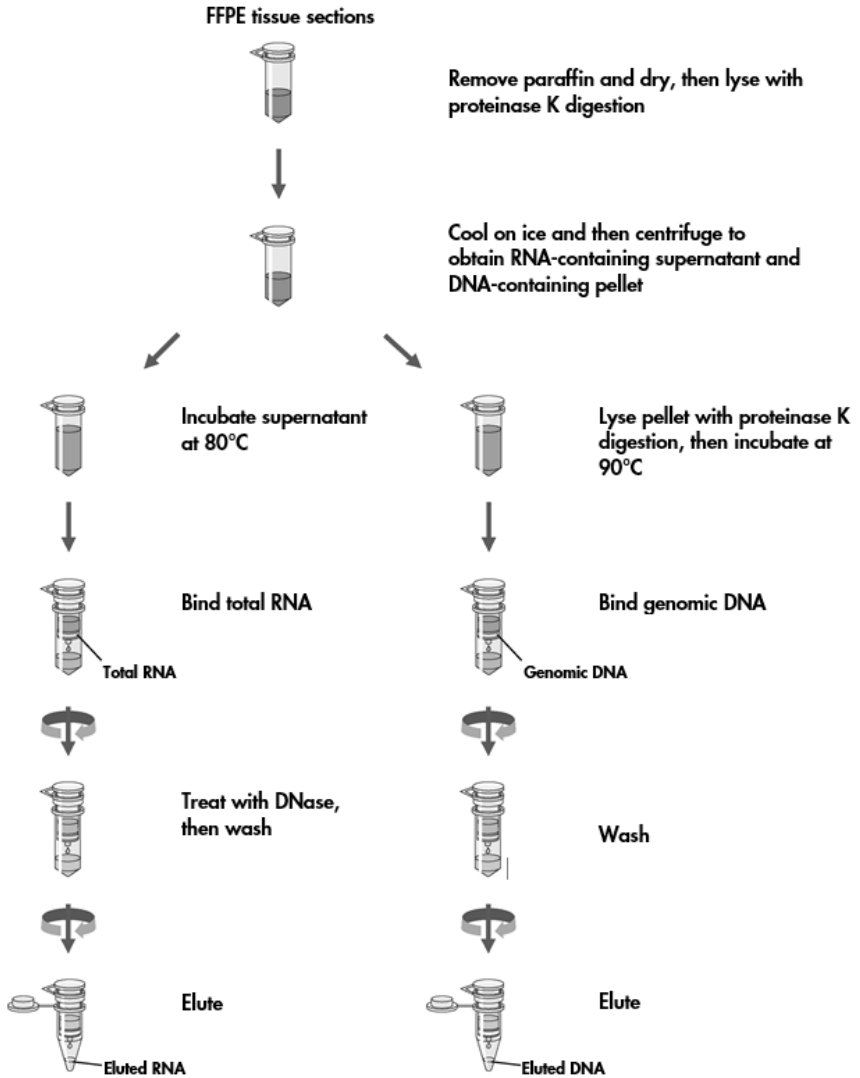 FFPE tissue sections
Remove paraffin and dry, then lyse with
proteinase K digestion
Cool on ice and then centrifuge to
obtain RNA-containing supernatant and
DNA-containing pellet
Incubate supernatant
at 80°C
Lyse pellet with proteinase K
digestion, then incubate at
90°C
Bind total RNA
Bind genomic DNA
Total RNA
Genomic DNA
Treat with DNase,
then wash
Wash
Elute
Elute
Eluted RNA
Eluted DNA